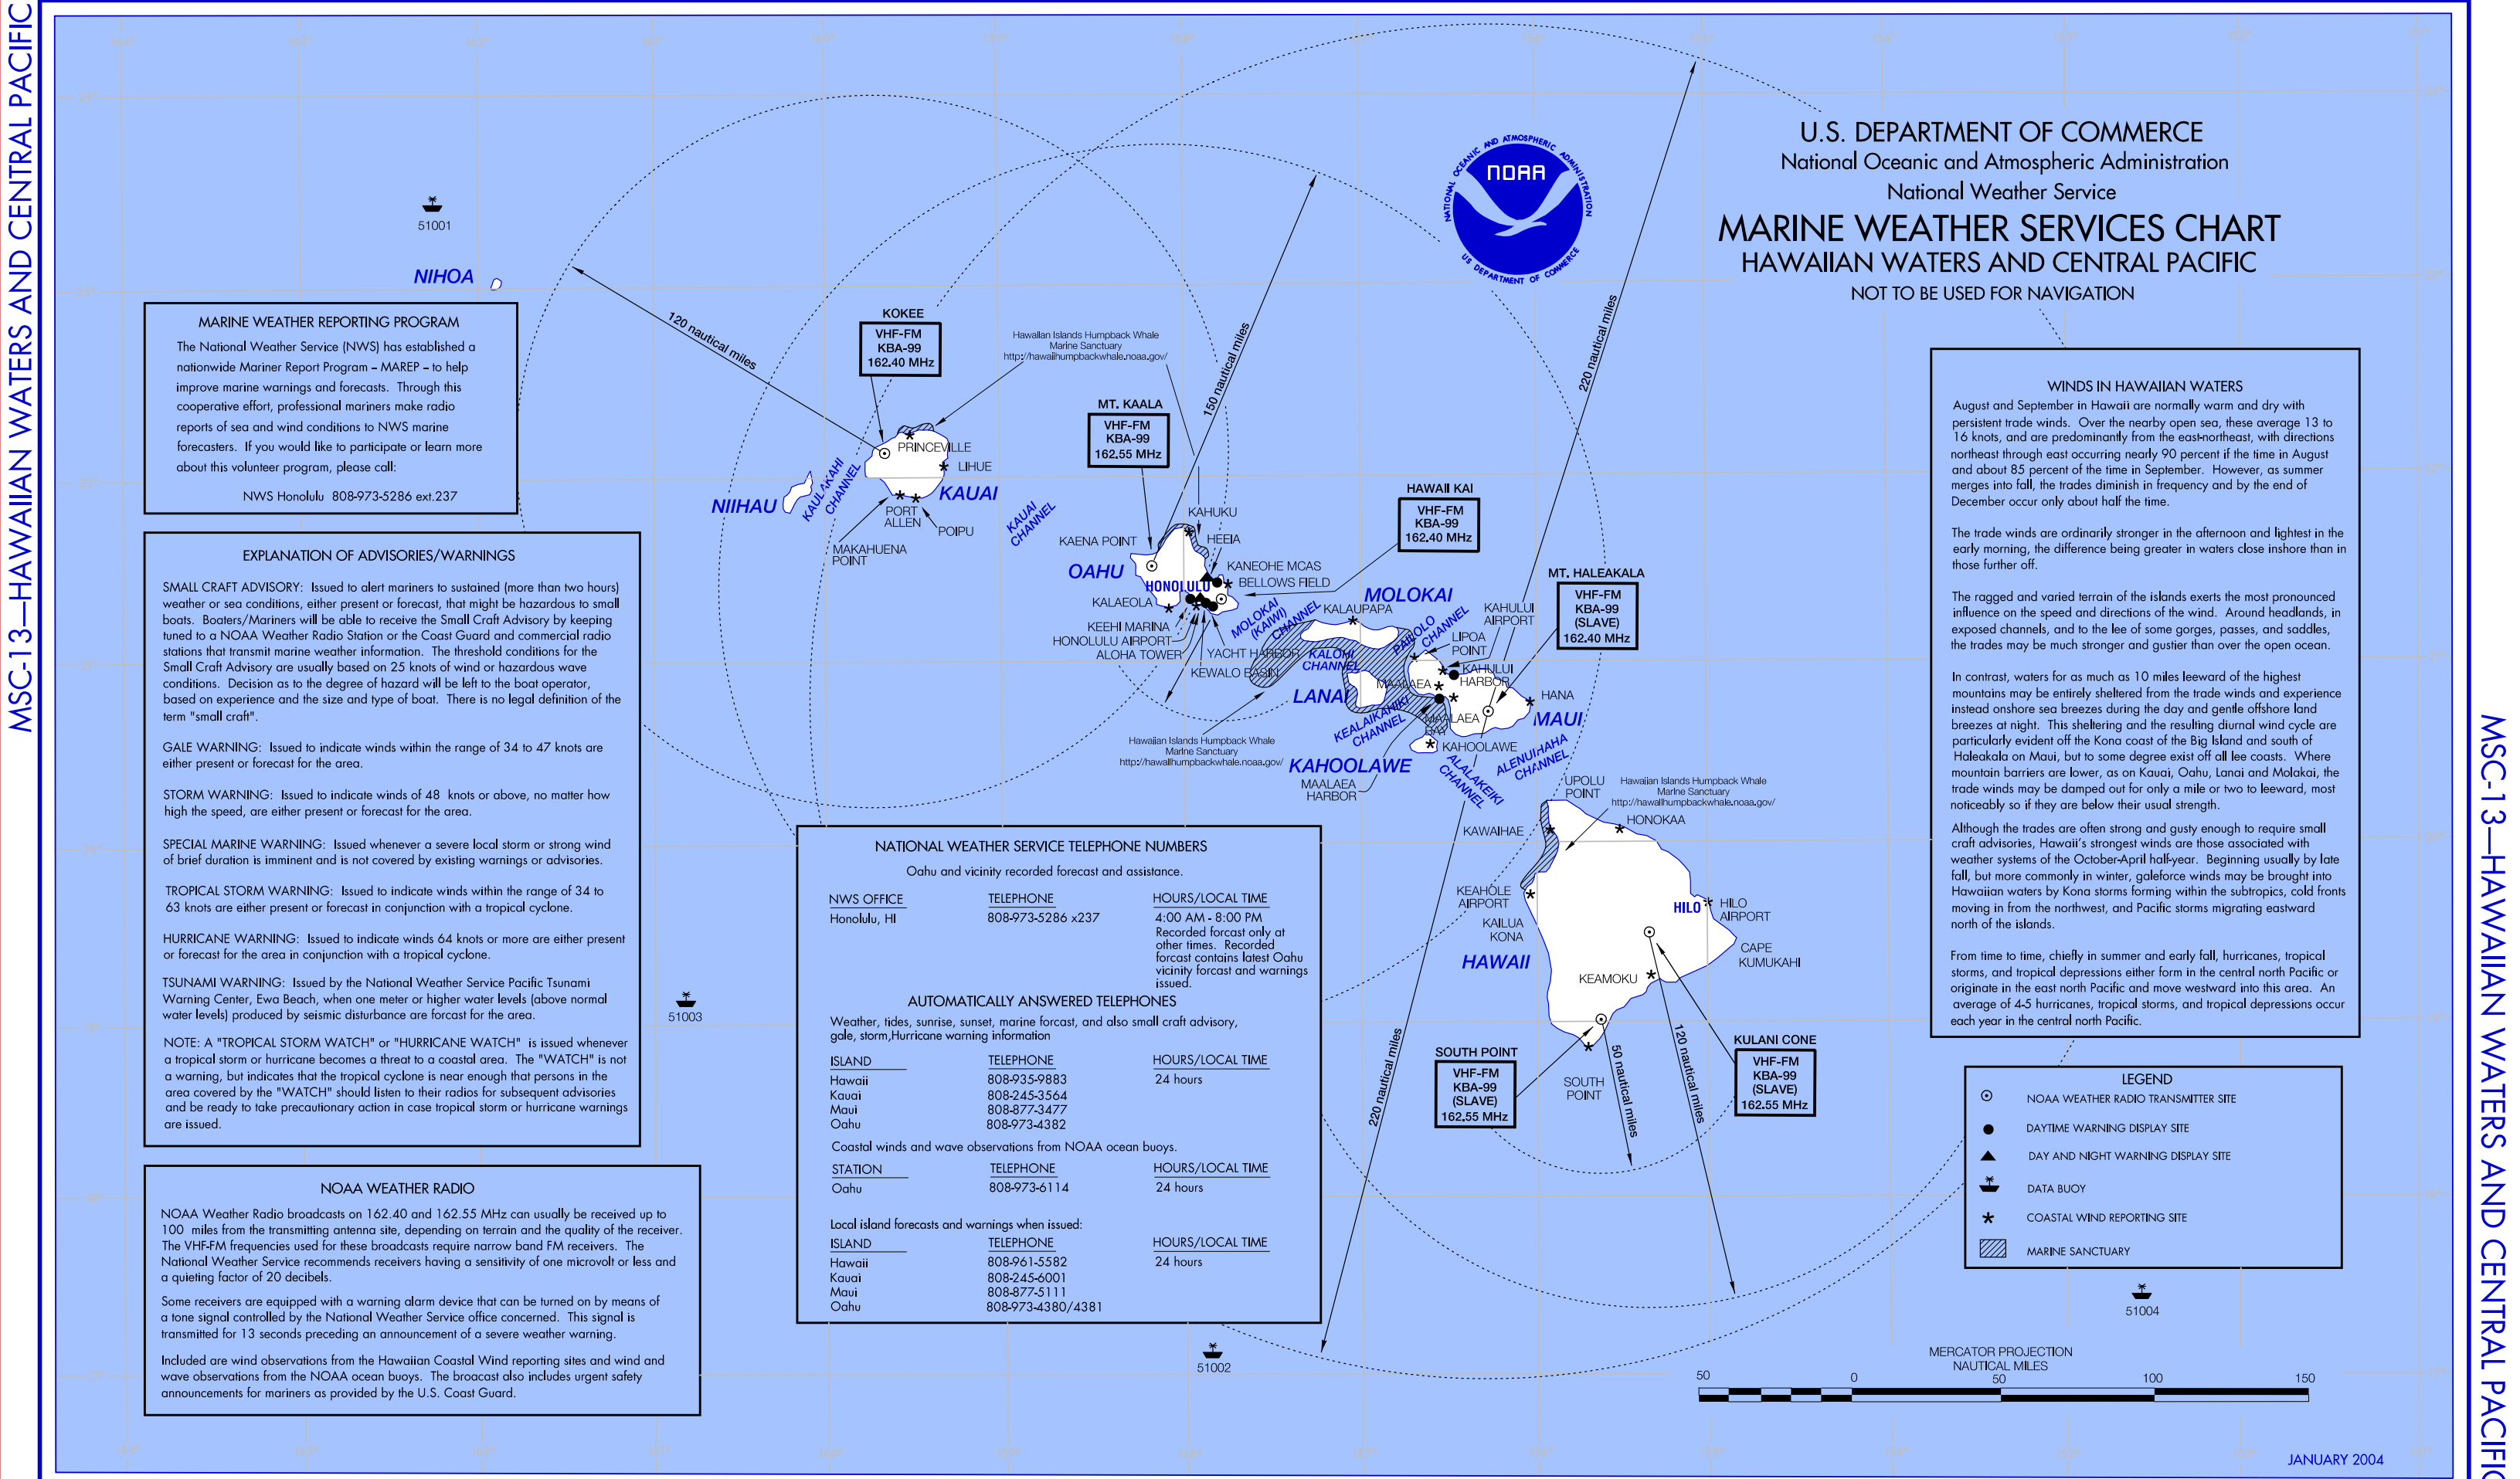 MSC-13—HAWAIIAN WATERS AND CENTRAL PACIFIC
U.S. DEPARTMENT OF COMMERCE
National Oceanic and Atmospheric Administration
National Weather Service
MARINE WEATHER SERVICES CHART
HAWAIIAN WATERS AND CENTRAL PACIFIC
NOT TO BE USED FOR NAVIGATION
NATIONAL OCEANIC AND ATMOSPHERIC ADMINISTRATION
NOAA
US DEPARTMENT OF COMMERCE
51001
NIHOA
MARINE WEATHER REPORTING PROGRAM
The National Weather Service (NWS) has established a
nationwide Mariner Report Program – MAREP – to help
improve marine warnings and forecasts. Through this
cooperative effort, professional mariners make radio
reports of sea and wind conditions to NWS marine
forecasters. If you would like to participate or learn more
about this volunteer program, please call:
NWS Honolulu 808-973-5286 ext.237
EXPLANATION OF ADVISORIES/WARNINGS
SMALL CRAFT ADVISORY: Issued to alert mariners to sustained (more than two hours)
weather or sea conditions, either present or forecast, that might be hazardous to small
boats. Boaters/Mariners will be able to receive the Small Craft Advisory by keeping
tuned to a NOAA Weather Radio Station or the Coast Guard and commercial radio
stations that transmit marine weather information. The threshold conditions for the
Small Craft Advisory are usually based on 25 knots of wind or hazardous wave
conditions. Decision as to the degree of hazard will be left to the boat operator,
based on experience and the size and type of boat. There is no legal definition of the
term "small craft".
GALE WARNING: Issued to indicate winds within the range of 34 to 47 knots are
either present or forecast for the area.
STORM WARNING: Issued to indicate winds of 48 knots or above, no matter how
high the speed, are either present or forecast for the area.
SPECIAL MARINE WARNING: Issued whenever a severe local storm or strong wind
of brief duration is imminent and is not covered by existing warnings or advisories.
TROPICAL STORM WARNING: Issued to indicate winds within the range of 34 to
63 knots are either present or forecast in conjunction with a tropical cyclone.
HURRICANE WARNING: Issued to indicate winds 64 knots or more are either present
or forecast for the area in conjunction with a tropical cyclone.
TSUNAMI WARNING: Issued by the National Weather Service Pacific Tsunami
Warning Center, Ewa Beach, when one meter or higher water levels (above normal
water levels) produced by seismic disturbance are forcast for the area.
NOTE: A "TROPICAL STORM WATCH" or "HURRICANE WATCH" is issued whenever
a tropical storm or hurricane becomes a threat to a coastal area. The "WATCH" is not
a warning, but indicates that the tropical cyclone is near enough that persons in the
area covered by the "WATCH" should listen to their radios for subsequent advisories
and be ready to take precautionary action in case tropical storm or hurricane warnings
are issued.
NOAA WEATHER RADIO
NOAA Weather Radio broadcasts on 162.40 and 162.55 MHz can usually be received up to
100 miles from the transmitting antenna site, depending on terrain and the quality of the receiver.
The VHF-FM frequencies used for these broadcasts require narrow band FM receivers. The
National Weather Service recommends receivers having a sensitivity of one microvolt or less and
a quieting factor of 20 decibels.
Some receivers are equipped with a warning alarm device that can be turned on by means of
a tone signal controlled by the National Weather Service office concerned. This signal is
transmitted for 13 seconds preceding an announcement of a severe weather warning.
Included are wind observations from the Hawaiian Coastal Wind reporting sites and wind and
wave observations from the NOAA ocean buoys. The broacast also includes urgent safety
announcements for mariners as provided by the U.S. Coast Guard.
120 nautical miles
KOKEE
VHF-FM
KBA-99
162.40 MHz
Hawaiian Islands Humpback Whale
Marine Sanctuary
http://hawaiihumpbackwhale.noaa.gov/
150 nautical miles
220 nautical miles
MT. KAALA
VHF-FM
KBA-99
162.55 MHz
PRINCEVILLE
LIHUE
KAUAI
NIIHAU
KAULAKAHI
CHANNEL
PORT
ALLEN
POIPU
MAKAHUENA
POINT
KAUAI
CHANNEL
HAWAII KAI
VHF-FM
KBA-99
162.40 MHz
KAHUKU
KAENA POINT
HEEIA
OAHU
KANEOHE MCAS
HONOLULU
BELLOWS FIELD
KALAEOLA
KEEHI MARINA
HONOLULU AIRPORT
ALOHA TOWER
YACHT HARBOR
KEWALO BASIN
MOLOKAI
(KAIWI)
CHANNEL
MOLOKAI
KALAUPAPA
KALOHI
CHANNEL
PAILOLO
CHANNEL
LIPOA
POINT
KAHULUI
AIRPORT
MT. HALEAKALA
VHF-FM
KBA-99
(SLAVE)
162.40 MHz
KAHULUI
HARBOR
MAALAEA
HANA
LANAI
MAUI
MAALAEA
BAY
KEALAIKAHIKI
CHANNEL
KAHOOLAWE
KAHOOLAWE
MAALAEA
HARBOR
ALALAKEIKI
CHANNEL
ALENUIHAHA
CHANNEL
Hawaiian Islands Humpback Whale
Marine Sanctuary
http://hawaiihumpbackwhale.noaa.gov/
UPOLU
POINT
Hawaiian Islands Humpback Whale
Marine Sanctuary
http://hawaiihumpbackwhale.noaa.gov/
KAWAIHAE
HONOKAA
KEAHOLE
AIRPORT
KAILUA
KONA
HILO
HILO
AIRPORT
CAPE
KUMUKAHI
HAWAII
KEAMOKU
SOUTH POINT
VHF-FM
KBA-99
(SLAVE)
162.55 MHz
SOUTH
POINT
50 nautical miles
120 nautical miles
220 nautical miles
KULANI CONE
VHF-FM
KBA-99
(SLAVE)
162.55 MHz
51003
NATIONAL WEATHER SERVICE TELEPHONE NUMBERS
Oahu and vicinity recorded forecast and assistance.
NWS OFFICE TELEPHONE HOURS/LOCAL TIME
Honolulu, HI 808-973-5286 x237 4:00 AM - 8:00 PM
Recorded forcast only at
other times. Recorded
forcast contains latest Oahu
vicinity forcast and warnings
issued.
AUTOMATICALLY ANSWERED TELEPHONES
Weather, tides, sunrise, sunset, marine forcast, and also small craft advisory,
gale, storm,Hurricane warning information
ISLAND TELEPHONE HOURS/LOCAL TIME
Hawaii 808-935-9883 24 hours
Kauai 808-245-3564
Maui 808-877-3477
Oahu 808-973-4382
Coastal winds and wave observations from NOAA ocean buoys.
STATION TELEPHONE HOURS/LOCAL TIME
Oahu 808-973-6114 24 hours
Local island forecasts and warnings when issued:
ISLAND TELEPHONE HOURS/LOCAL TIME
Hawaii 808-961-5582 24 hours
Kauai 808-245-6001
Maui 808-877-5111
Oahu 808-973-4380/4381
51002
WINDS IN HAWAIIAN WATERS
August and September in Hawaii are normally warm and dry with
persistent trade winds. Over the nearby open sea, these average 13 to
16 knots, and are predominantly from the east-northeast, with directions
northeast through east occurring nearly 90 percent if the time in August
and about 85 percent of the time in September. However, as summer
merges into fall, the trades diminish in frequency and by the end of
December occur only about half the time.
The trade winds are ordinarily stronger in the afternoon and lightest in the
early morning, the difference being greater in waters close inshore than in
those further off.
The ragged and varied terrain of the islands exerts the most pronounced
influence on the speed and directions of the wind. Around headlands, in
exposed channels, and to the lee of some gorges, passes, and saddles,
the trades may be much stronger and gustier than over the open ocean.
In contrast, waters for as much as 10 miles leeward of the highest
mountains may be entirely sheltered from the trade winds and experience
instead onshore sea breezes during the day and gentle offshore land
breezes at night. This sheltering and the resulting diurnal wind cycle are
particularly evident off the Kona coast of the Big Island and south of
Haleakala on Maui, but to some degree exist off all lee coasts. Where
mountain barriers are lower, as on Kauai, Oahu, Lanai and Molakai, the
trade winds may be damped out for only a mile or two to leeward, most
noticeably so if they are below their usual strength.
Although the trades are often strong and gusty enough to require small
craft advisories, Hawaii's strongest winds are those associated with
weather systems of the October-April half-year. Beginning usually by late
fall, but more commonly in winter, galeforce winds may be brought into
Hawaiian waters by Kona storms forming within the subtropics, cold fronts
moving in from the northwest, and Pacific storms migrating eastward
north of the islands.
From time to time, chiefly in summer and early fall, hurricanes, tropical
storms, and tropical depressions either form in the central north Pacific or
originate in the east north Pacific and move westward into this area. An
average of 4-5 hurricanes, tropical storms, and tropical depressions occur
each year in the central north Pacific.
LEGEND
NOAA WEATHER RADIO TRANSMITTER SITE
DAYTIME WARNING DISPLAY SITE
DAY AND NIGHT WARNING DISPLAY SITE
DATA BUOY
COASTAL WIND REPORTING SITE
MARINE SANCTUARY
51004
MERCATOR PROJECTION
NAUTICAL MILES
50 0 50 100 150
JANUARY 2004
MSC-13—HAWAIIAN WATERS AND CENTRAL PACIFIC